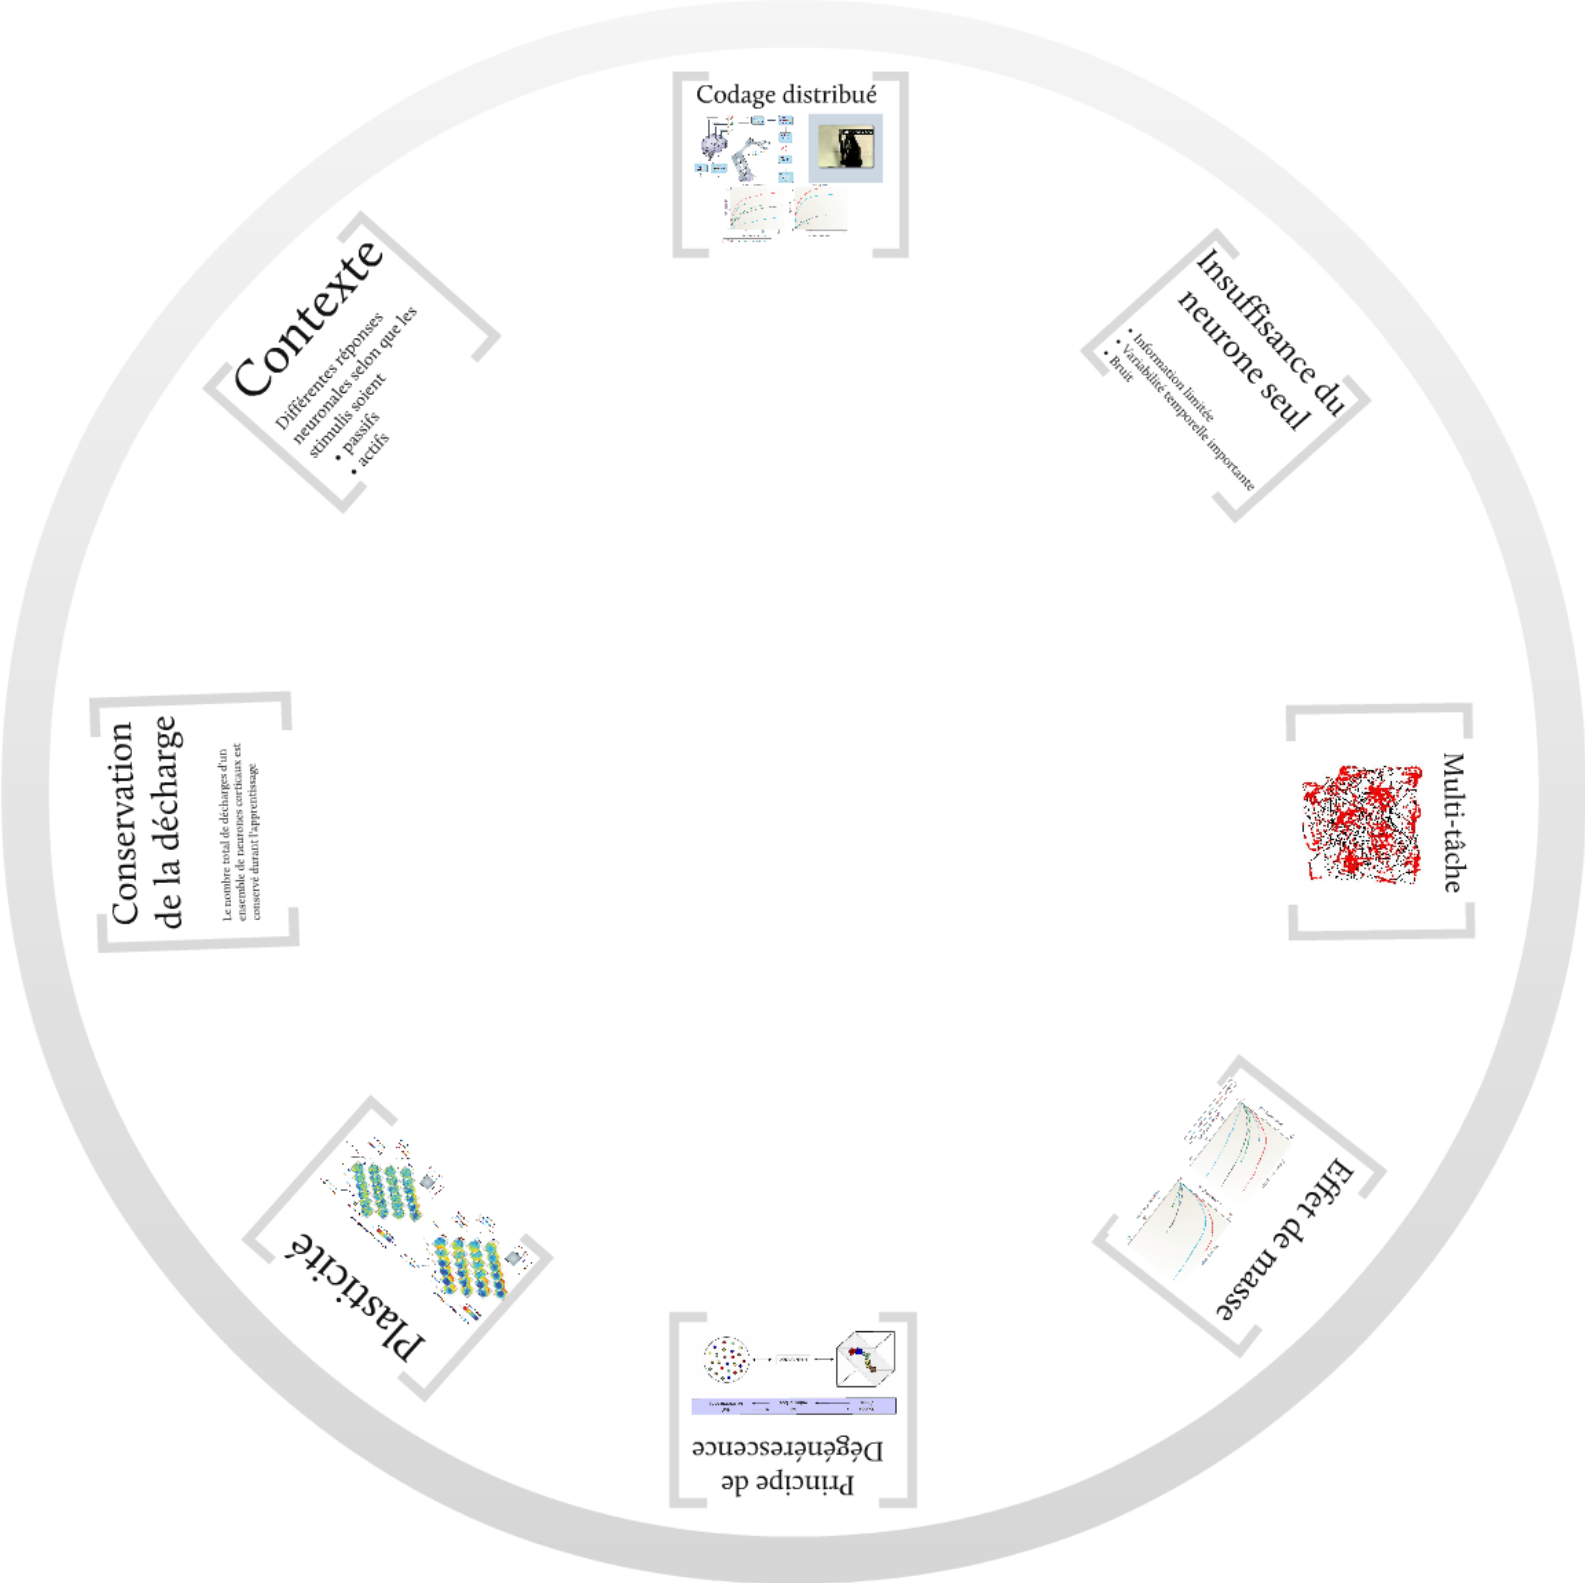 Codage distribué
Insuffisance du
neurone seul
• Information limitée
• Variabilité temporelle importante
• Bruit
Multi-tâche
Effet de masse
Principe de
Dégénérescence
Plasticité
Conservation
de la décharge
Le nombre total de décharges d'un
ensemble de neurones corticaux est
conservé durant l'apprentissage
Contexte
Différentes réponses
neuronales selon que les
stimulis soient
• passifs
• actifs